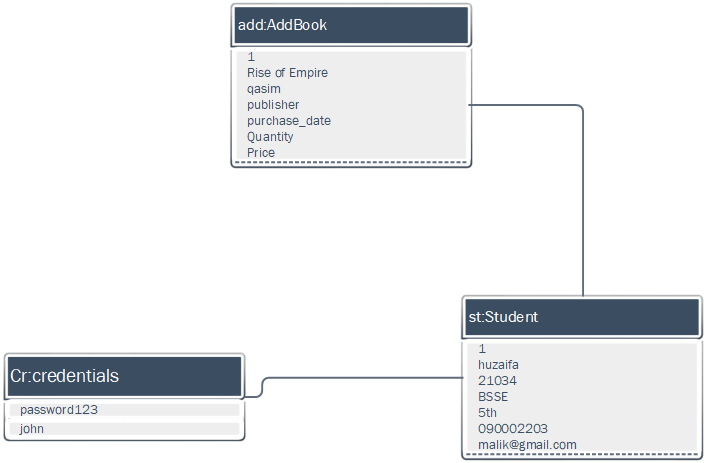 add:AddBook
1
Rise of Empire
qasim
publisher
purchase_date
Quantity
Price
st:Student
1
huzaifa
21034
BSSE
5th
090002203
malik@gmail.com
Cr:credentials
password123
john